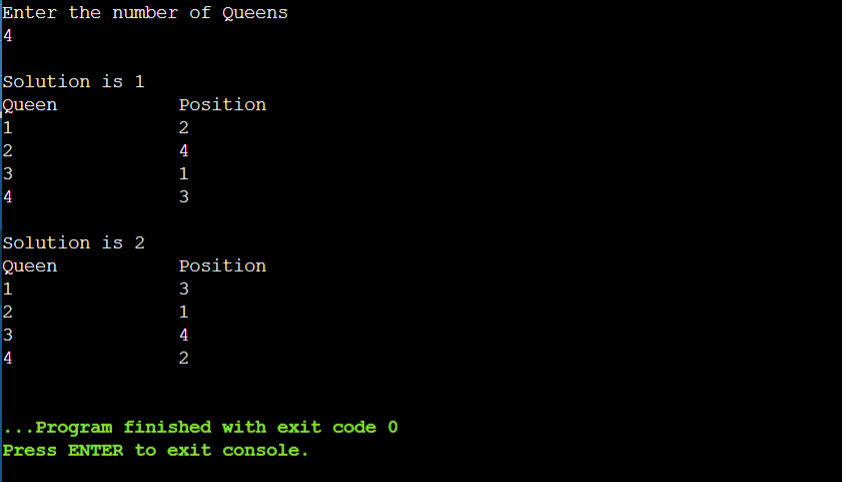 Enter the number of Queens
4
Solution is 1
Queen Position
1 2
2 4
3 1
4 3
Solution is 2
Queen Position
1 3
2 1
3 4
4 2
...Program finished with exit code 0
Press ENTER to exit console.